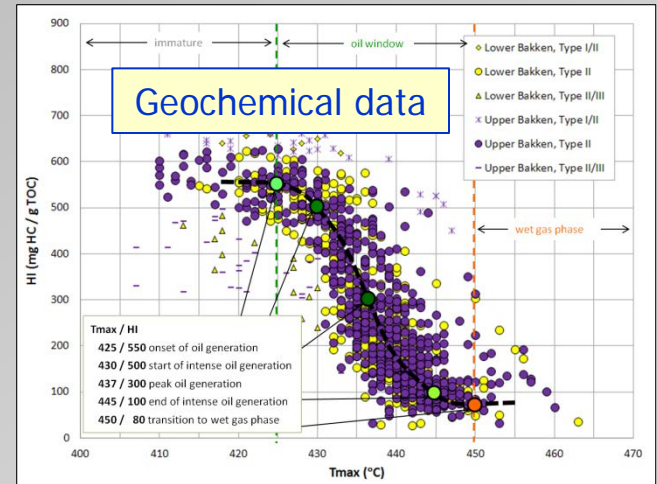 Geochemical data
immature
oil window
wet gas phase
Lower Bakken, Type I/II
Lower Bakken, Type II
Lower Bakken, Type II/III
Upper Bakken, Type I/II
Upper Bakken, Type II
Upper Bakken, Type II/III
HI (mg HC / g TOC)
900
800
700
600
500
400
300
200
100
0
Tmax / HI
425 / 550 onset of oil generation
430 / 500 start of intense oil generation
437 / 300 peak oil generation
445 / 100 end of intense oil generation
450 / 80 transition to wet gas phase
400 410 420 430 440 450 460 470
Tmax (°C)